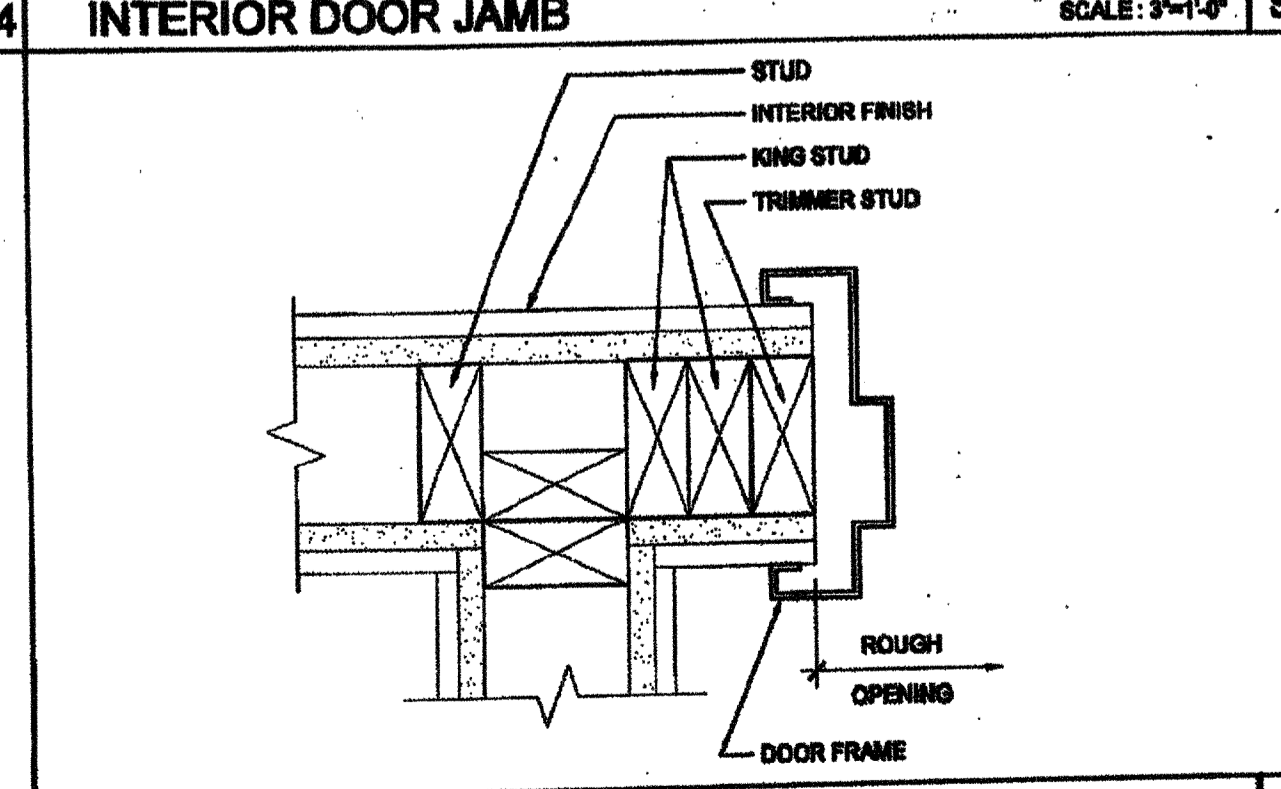 4 INTERIOR DOOR JAMB SCALE : 3"=1'-0"
STUD
INTERIOR FINISH
KING STUD
TRIMMER STUD
ROUGH
OPENING
DOOR FRAME